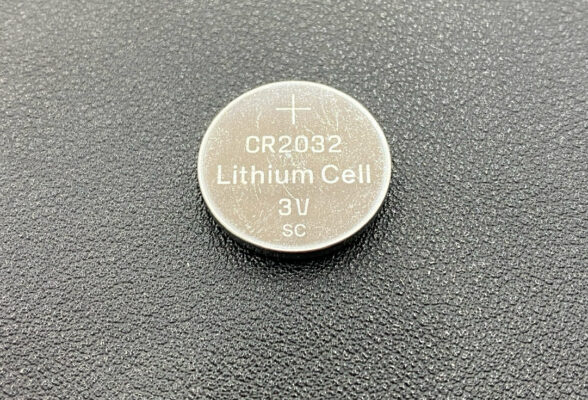 +
CR2032
Lithium Cell
3V
SC